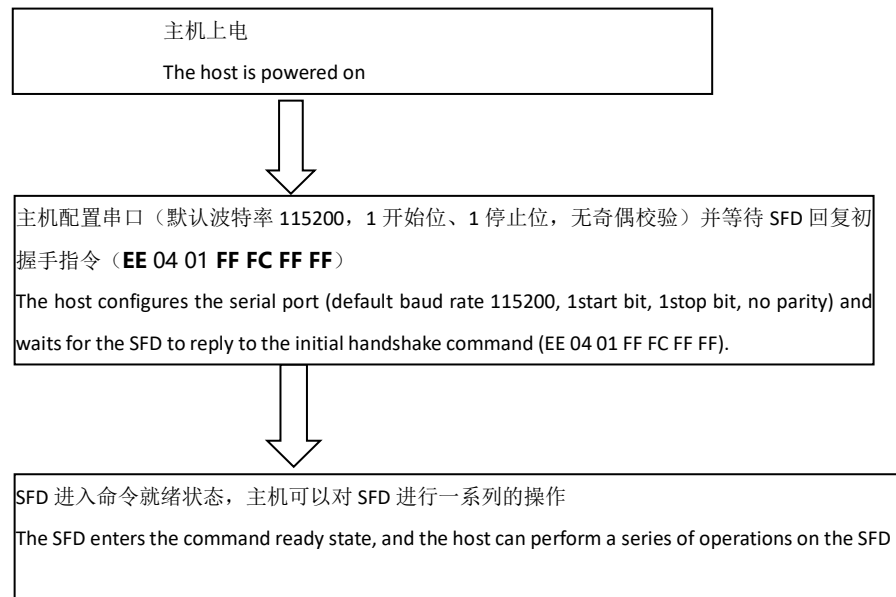 主机上电
The host is powered on
主机配置串口（默认波特率 115200，1 开始位、1 停止位，无奇偶校验）并等待 SFD 回复初
握手指令（EE 04 01 FF FC FF FF）
The host configures the serial port (default baud rate 115200, 1start bit, 1stop bit, no parity) and
waits for the SFD to reply to the initial handshake command (EE 04 01 FF FC FF FF).
SFD 进入命令就绪状态，主机可以对 SFD 进行一系列的操作
The SFD enters the command ready state, and the host can perform a series of operations on the SFD